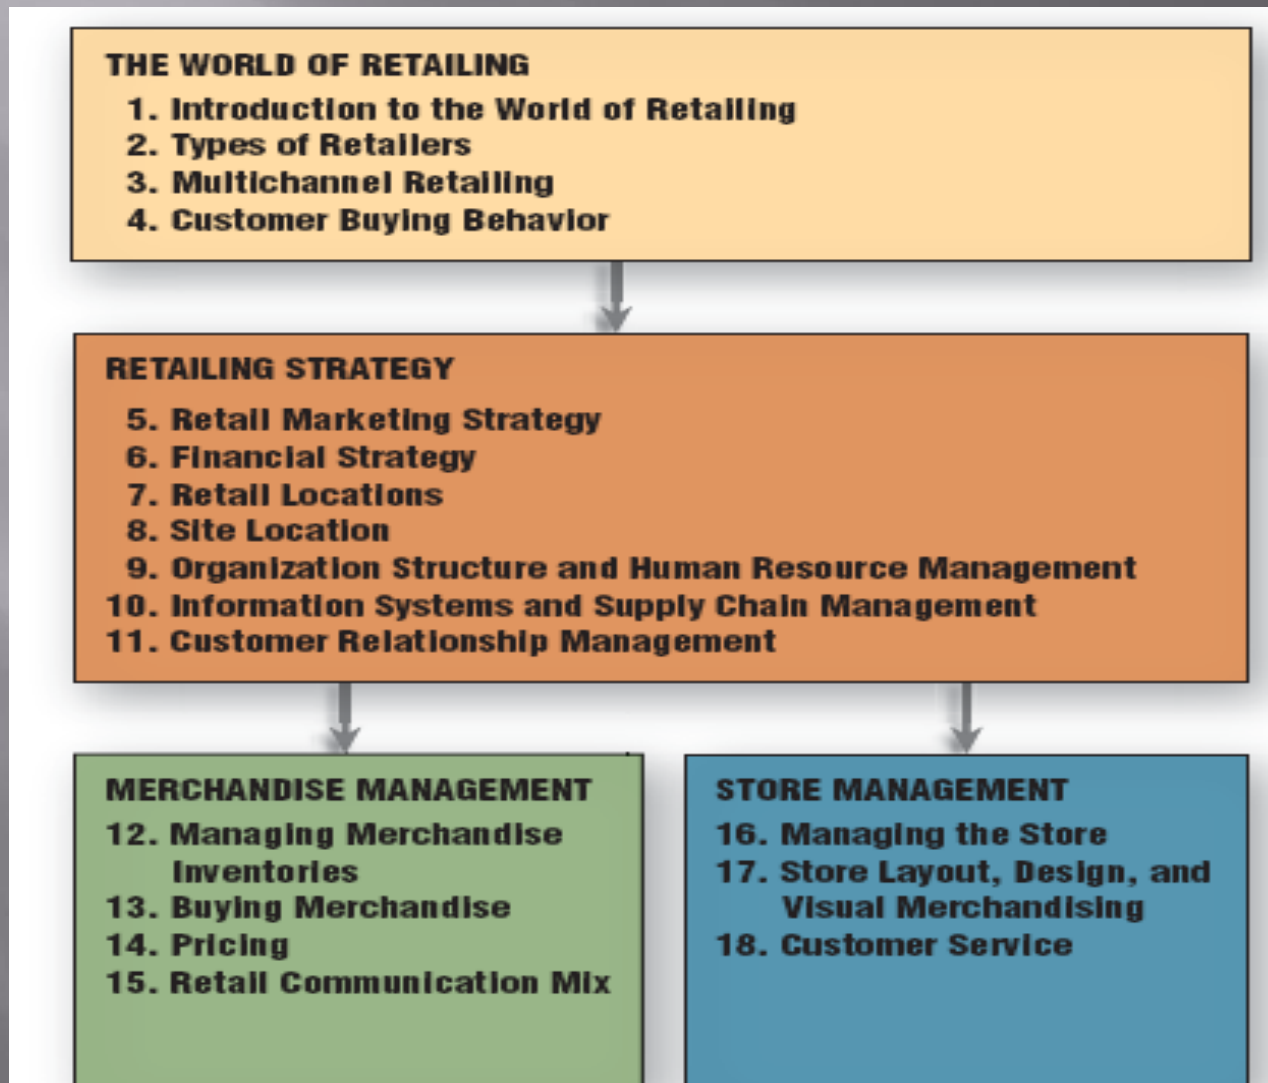 THE WORLD OF RETAILING
1. Introduction to the World of Retailing
2. Types of Retailers
3. Multichannel Retailing
4. Customer Buying Behavior
RETAILING STRATEGY
5. Retail Marketing Strategy
6. Financial Strategy
7. Retail Locations
8. Site Location
9. Organization Structure and Human Resource Management
10. Information Systems and Supply Chain Management
11. Customer Relationship Management
MERCHANDISE MANAGEMENT
12. Managing Merchandise
Inventories
13. Buying Merchandise
14. Pricing
15. Retail Communication Mix
STORE MANAGEMENT
16. Managing the Store
17. Store Layout, Design, and
Visual Merchandising
18. Customer Service